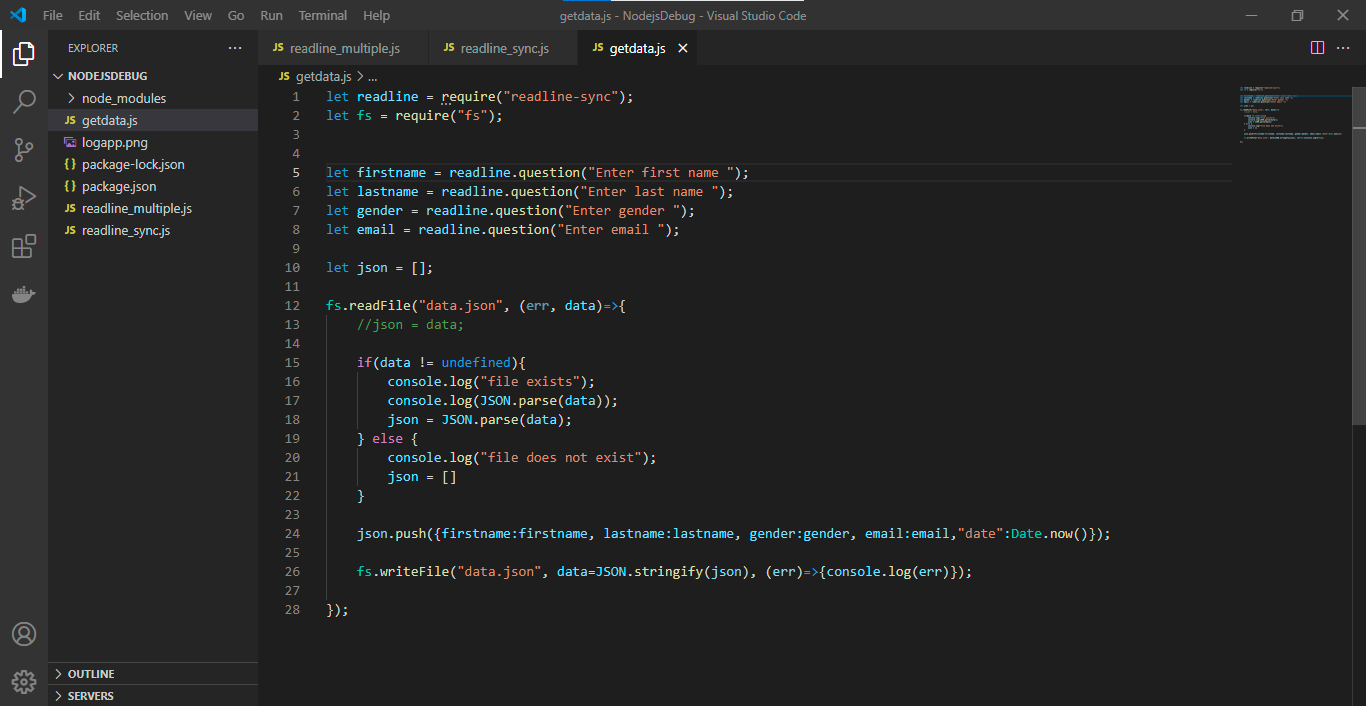 File Edit Selection View Go Run Terminal Help
getdata.js - NodejsDebug - Visual Studio Code
EXPLORER
NODEJSDEBUG
node_modules
JS getdata.js
logapp.png
{} package-lock.json
{} package.json
JS readline_multiple.js
JS readline_sync.js
OUTLINE
SERVERS
JS readline_multiple.js
JS readline_sync.js
JS getdata.js
JS getdata.js > ...
1 let readline = require("readline-sync");
2 let fs = require("fs");
3
4
5 let firstname = readline.question("Enter first name ");
6 let lastname = readline.question("Enter last name ");
7 let gender = readline.question("Enter gender ");
8 let email = readline.question("Enter email ");
9
10 let json = [];
11
12 fs.readFile("data.json", (err, data)=>{
13 //json = data;
14
15 if(data != undefined){
16 console.log("file exists");
17 console.log(JSON.parse(data));
18 json = JSON.parse(data);
19 } else {
20 console.log("file does not exist");
21 json = []
22 }
23
24 json.push({firstname:firstname, lastname:lastname, gender:gender, email:email,"date":Date.now()});
25
26 fs.writeFile("data.json", data=JSON.stringify(json), (err)=>{console.log(err)});
27
28 });